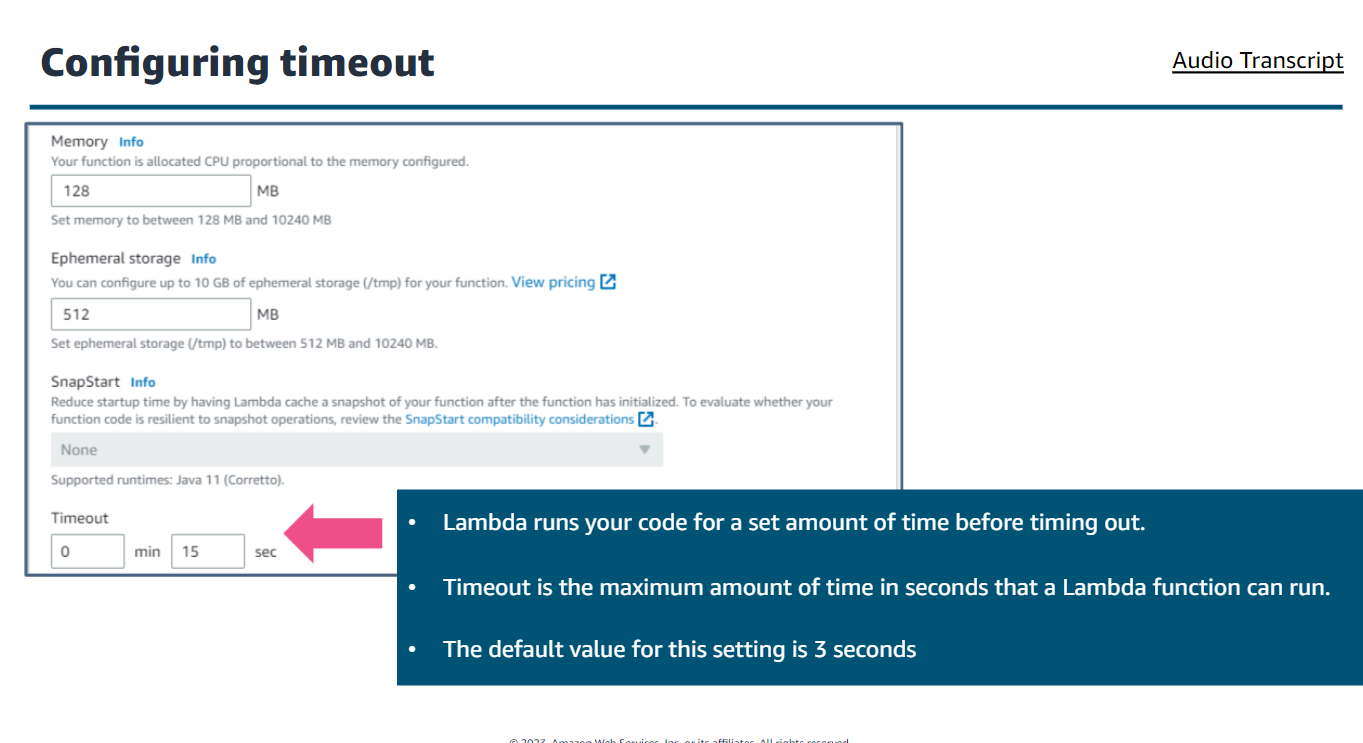 Configuring timeout
Audio Transcript
Memory Info
Your function is allocated CPU proportional to the memory configured.
128 MB
Set memory to between 128 MB and 10240 MB
Ephemeral storage Info
You can configure up to 10 GB of ephemeral storage (/tmp) for your function. View pricing
512 MB
Set ephemeral storage (/tmp) to between 512 MB and 10240 MB.
SnapStart Info
Reduce startup time by having Lambda cache a snapshot of your function after the function has initialized. To evaluate whether your
function code is resilient to snapshot operations, review the SnapStart compatibility considerations.
None
Supported runtimes: Java 11 (Corretto).
Timeout
0 min 15 sec
• Lambda runs your code for a set amount of time before timing out.
• Timeout is the maximum amount of time in seconds that a Lambda function can run.
• The default value for this setting is 3 seconds
© 2023, Amazon Web Services, Inc. or its affiliates. All rights reserved.